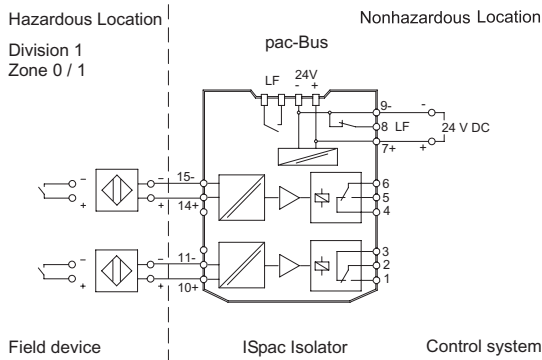 Hazardous Location
Nonhazardous Location
Division 1
Zone 0 / 1
pac-Bus
LF 24V
- +
9- -
8 LF 24 V DC
7+ +
- - 15-
+ + 14+
6
5
4
- - 11-
+ + 10+
3
2
1
Field device
ISpac Isolator
Control system